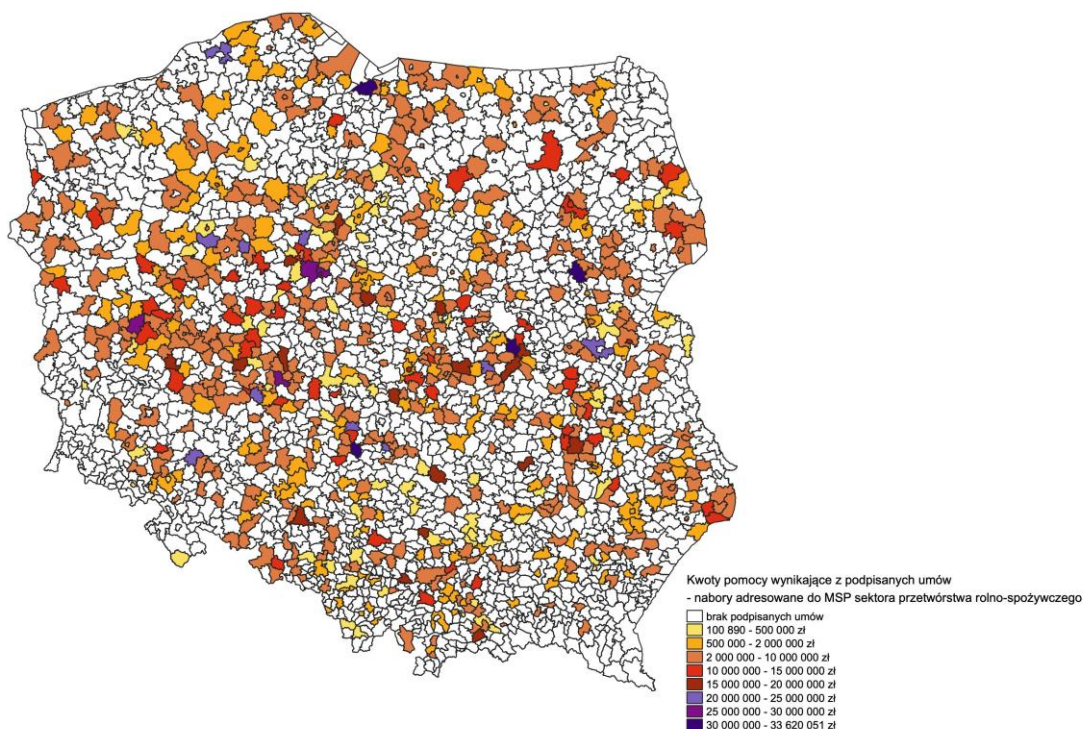 Kwoty pomocy wynikające z podpisanych umów
- nabory adresowane do MSP sektora przetwórstwa rolno-spożywczego
brak podpisanych umów
100 890 - 500 000 zł
500 000 - 2 000 000 zł
2 000 000 - 10 000 000 zł
10 000 000 - 15 000 000 zł
15 000 000 - 20 000 000 zł
20 000 000 - 25 000 000 zł
25 000 000 - 30 000 000 zł
30 000 000 - 33 620 051 zł